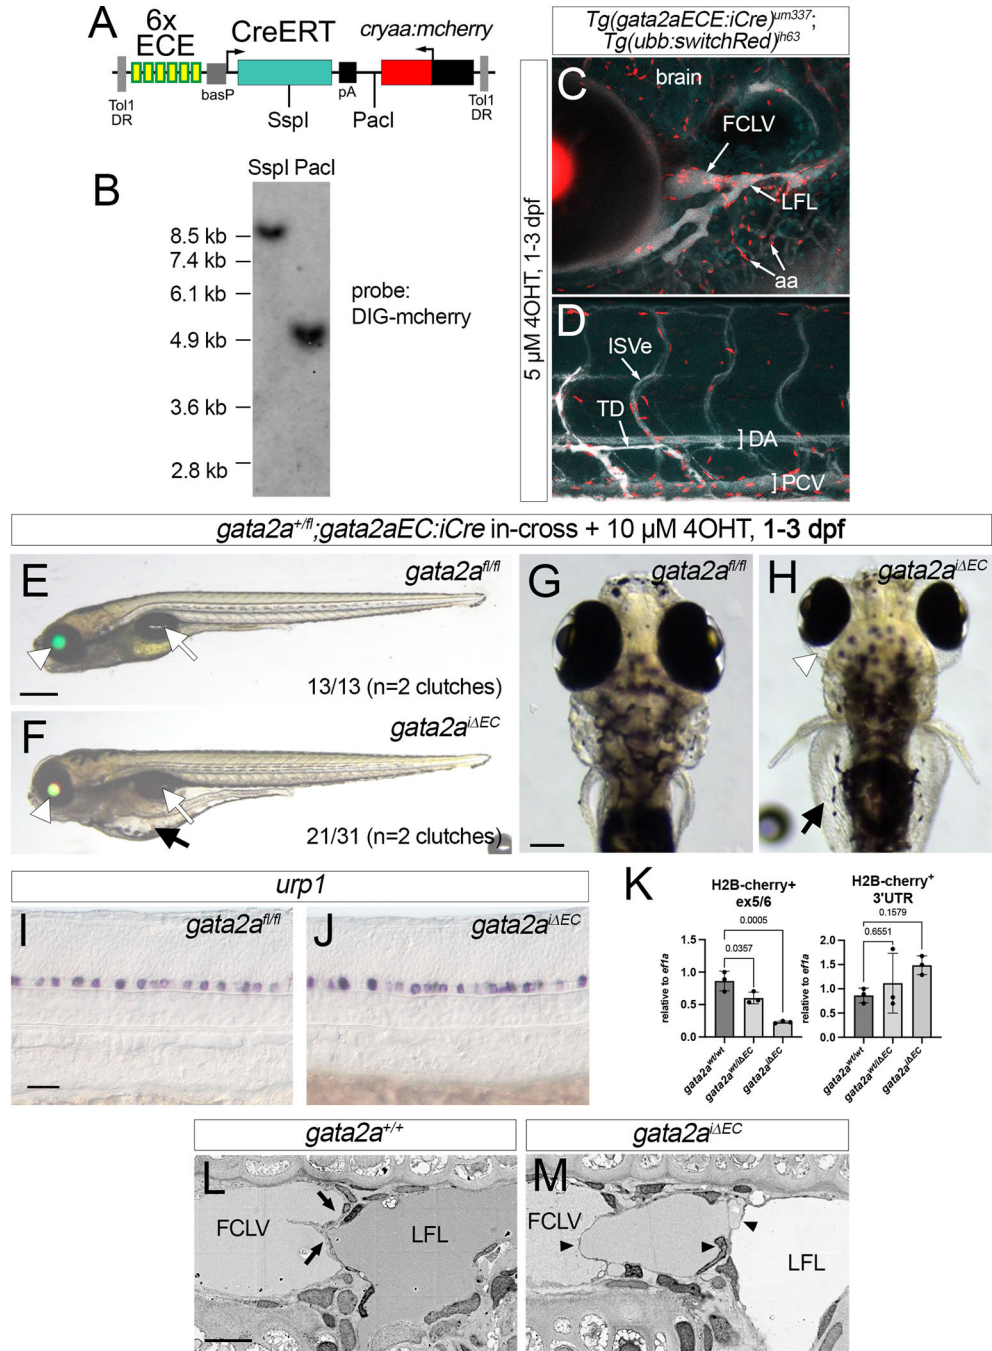 A
6x
ECE
CreERT
cryaa:mcherry
basP
pA
Tol1
DR
SspI
PacI
Tol1
DR
B
SspI PacI
8.5 kb
7.4 kb
6.1 kb
4.9 kb
3.6 kb
2.8 kb
probe:
DIG-mcherry
Tg(gata2aECE:iCre)um337;
Tg(ubb:switchRed)jh63
5 µM 4OHT, 1-3 dpf
C
brain
FCLV
LFL
aa
D
ISVe
TD
DA
PCV
gata2a+/fl;gata2aEC:iCre in-cross + 10 µM 4OHT, 1-3 dpf
E
gata2afl/fl
13/13 (n=2 clutches)
F
gata2aiΔEC
21/31 (n=2 clutches)
G
gata2afl/fl
H
gata2aiΔEC
urp1
I
gata2afl/fl
J
gata2aiΔEC
K
H2B-cherry+
ex5/6
0.0005
0.0357
relative to ef1a
1.5
1.0
0.5
0.0
gata2awt/wt
gata2awt/iΔEC
gata2aiΔEC
H2B-cherry+
3'UTR
0.1579
0.6551
relative to ef1a
2.0
1.5
1.0
0.5
0.0
gata2awt/wt
gata2awt/iΔEC
gata2aiΔEC
gata2a+/+
L
FCLV
LFL
gata2aiΔEC
M
FCLV
LFL